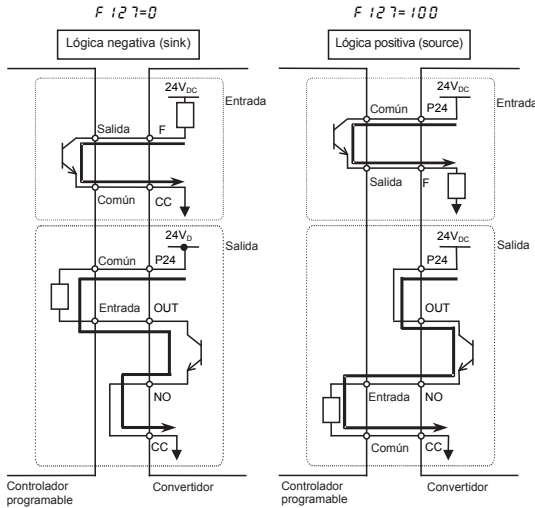 F127=0
Lógica negativa (sink)
24VDC
Entrada
Salida
F
Común
CC
24VD
Salida
Común
P24
Entrada
OUT
NO
CC
Controlador
programable
Convertidor
F127=100
Lógica positiva (source)
24VDC
Común
P24
Entrada
Salida
F
24VDC
Salida
P24
OUT
Entrada
NO
Común
CC
Controlador
programable
Convertidor